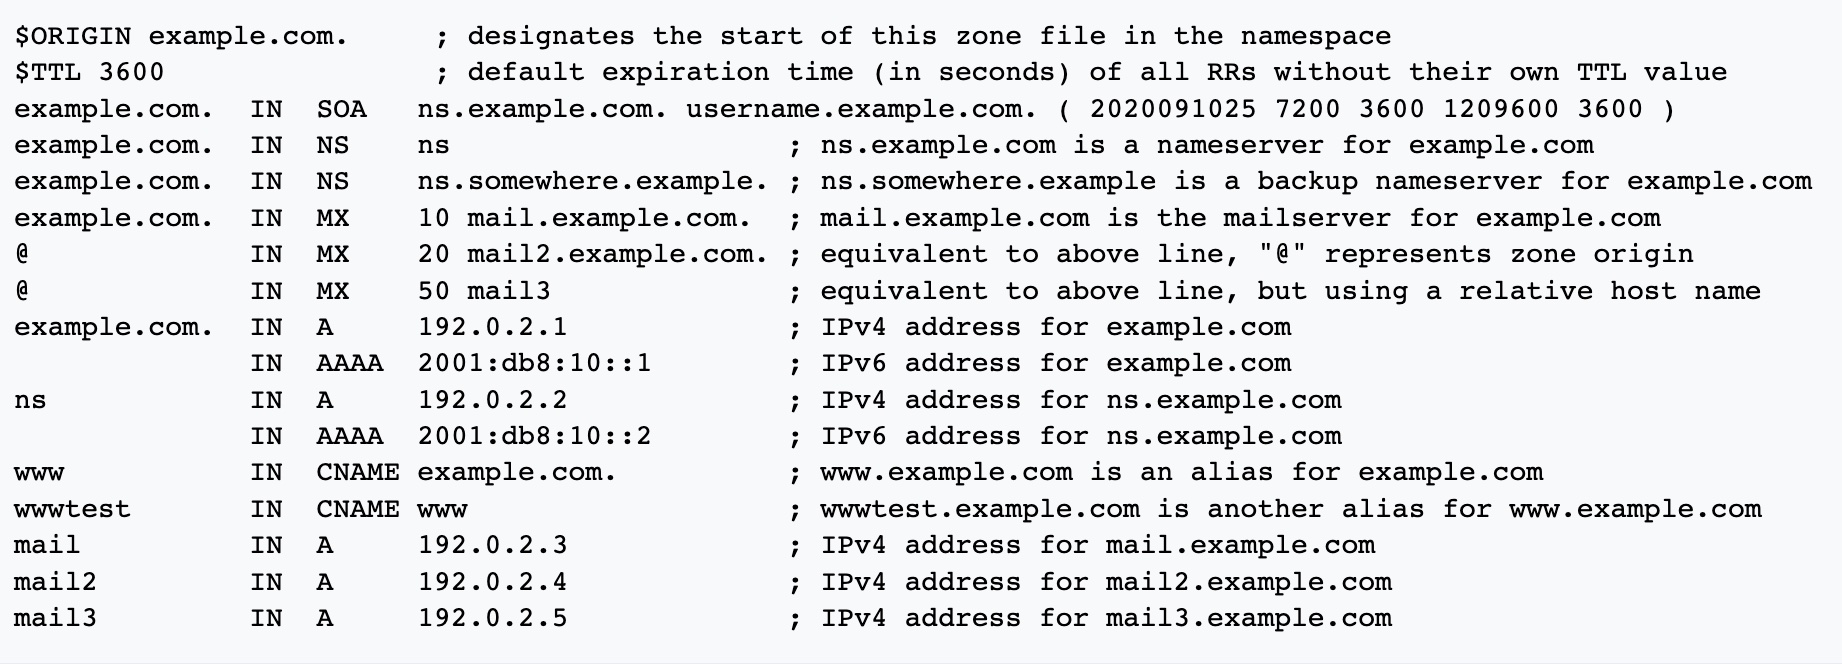 $ORIGIN example.com.     ; designates the start of this zone file in the namespace
$TTL 3600                ; default expiration time (in seconds) of all RRs without their own TTL value
example.com.  IN  SOA   ns.example.com. username.example.com. ( 2020091025 7200 3600 1209600 3600 )
example.com.  IN  NS    ns                    ; ns.example.com is a nameserver for example.com
example.com.  IN  NS    ns.somewhere.example. ; ns.somewhere.example is a backup nameserver for example.com
example.com.  IN  MX    10 mail.example.com.  ; mail.example.com is the mailserver for example.com
@             IN  MX    20 mail2.example.com. ; equivalent to above line, "@" represents zone origin
@             IN  MX    50 mail3              ; equivalent to above line, but using a relative host name
example.com.  IN  A     192.0.2.1             ; IPv4 address for example.com
              IN  AAAA  2001:db8:10::1        ; IPv6 address for example.com
ns            IN  A     192.0.2.2             ; IPv4 address for ns.example.com
              IN  AAAA  2001:db8:10::2        ; IPv6 address for ns.example.com
www           IN  CNAME example.com.          ; www.example.com is an alias for example.com
wwwtest       IN  CNAME www                   ; wwwtest.example.com is another alias for www.example.com
mail          IN  A     192.0.2.3             ; IPv4 address for mail.example.com
mail2         IN  A     192.0.2.4             ; IPv4 address for mail2.example.com
mail3         IN  A     192.0.2.5             ; IPv4 address for mail3.example.com